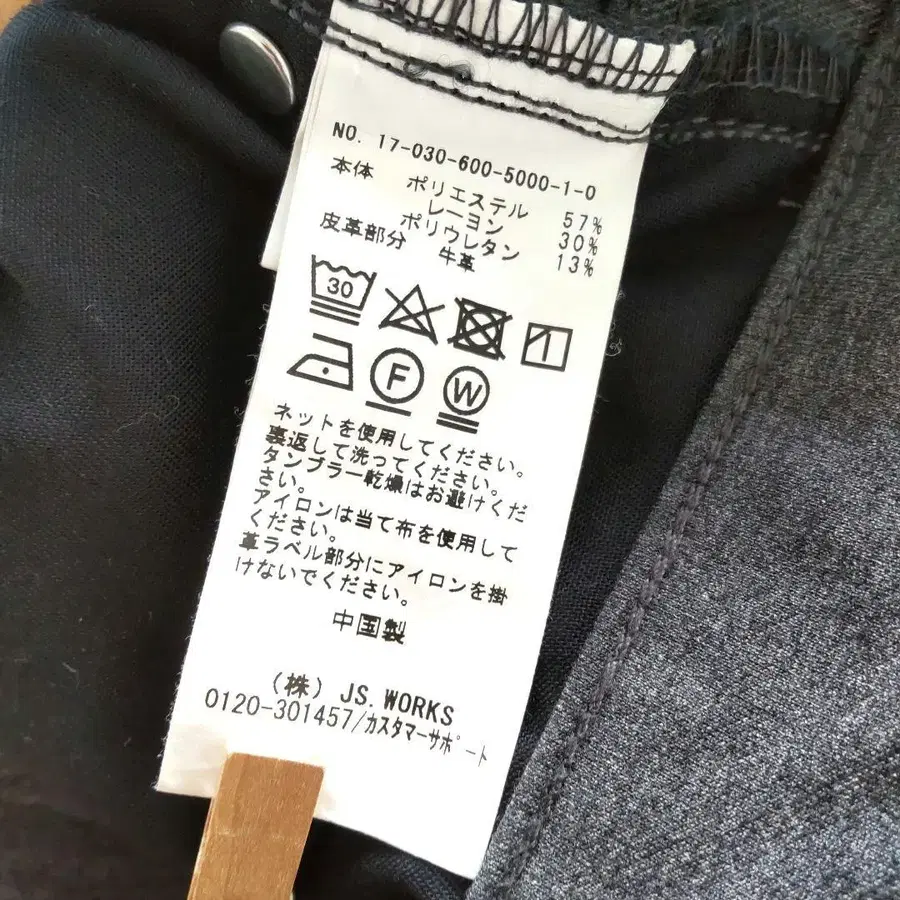 NO. 17-030-600-5000-1-0
本体 ポリエステル 57%
レーヨン 30%
ポリウレタン 13%
皮革部分 牛革
30
F
W
ネットを使用してください。
裏返して洗ってください。
タンブラー乾燥はお避けくだ
さい。
アイロンは当て布を使用して
ください。
革ラベル部分にアイロンを掛
けないでください。
中国製
(株) JS. WORKS
0120-301457/カスタマーサポート